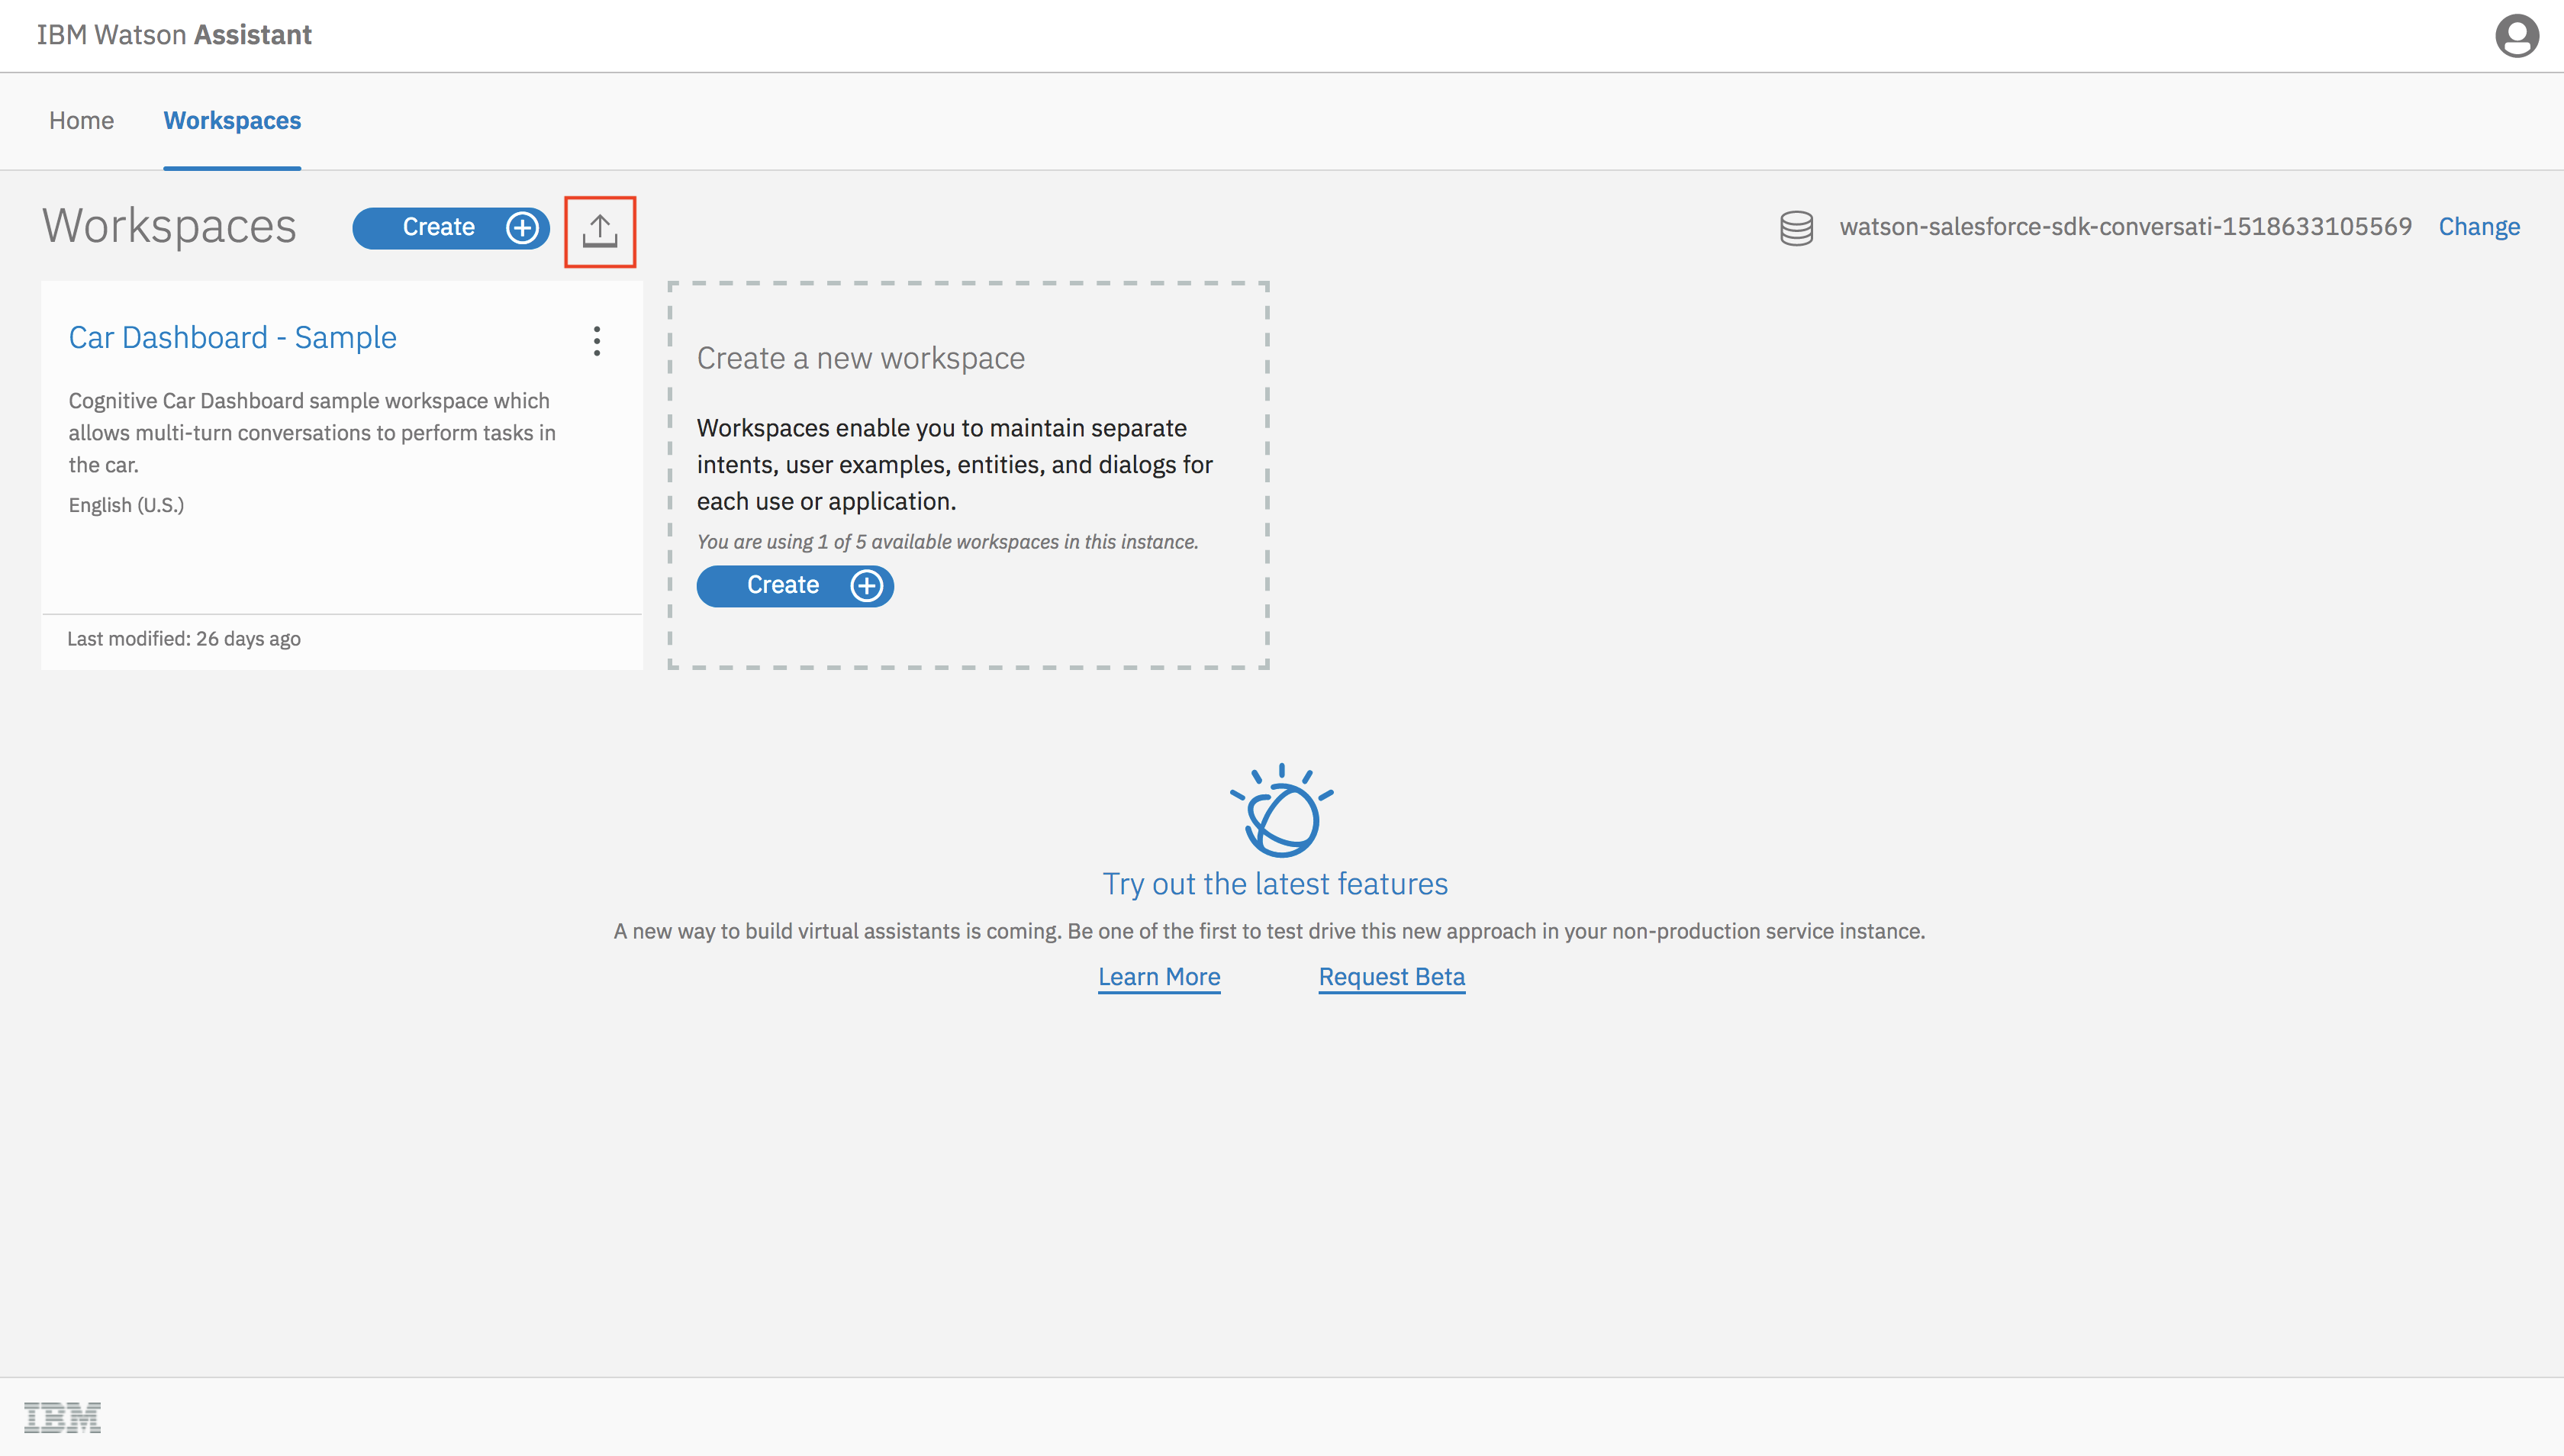 IBM Watson Assistant
Home
Workspaces
Workspaces
Create
watson-salesforce-sdk-conversati-1518633105569
Change
Car Dashboard - Sample
Cognitive Car Dashboard sample workspace which
allows multi-turn conversations to perform tasks in
the car.
English (U.S.)
Last modified: 26 days ago
Create a new workspace
Workspaces enable you to maintain separate
intents, user examples, entities, and dialogs for
each use or application.
You are using 1 of 5 available workspaces in this instance.
Create
Try out the latest features
A new way to build virtual assistants is coming. Be one of the first to test drive this new approach in your non-production service instance.
Learn More
Request Beta
IBM